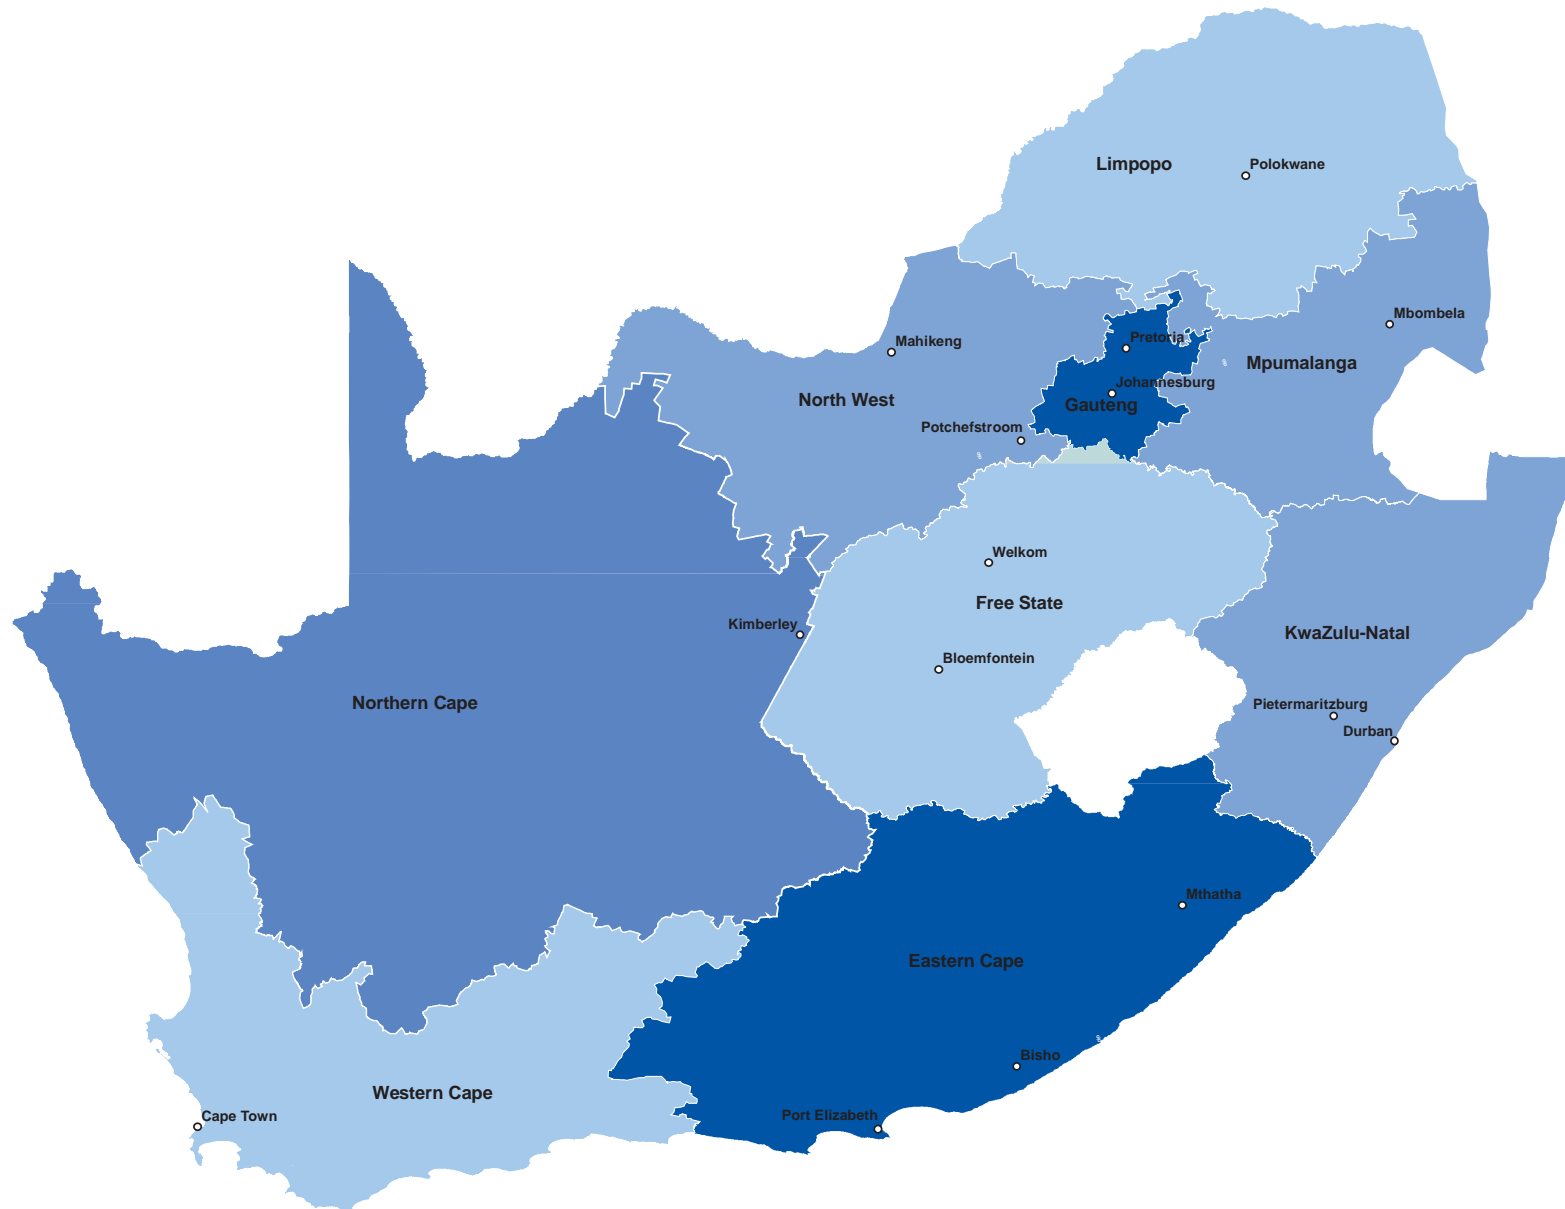 Limpopo
Polokwane
Mbombela
Pretoria
Mahikeng
Mpumalanga
Johannesburg
North West
Gauteng
Potchefstroom
Welkom
Free State
Kimberley
KwaZulu-Natal
Bloemfontein
Northern Cape
Pietermaritzburg
Durban
Mthatha
Eastern Cape
Bisho
Western Cape
Cape Town
Port Elizabeth